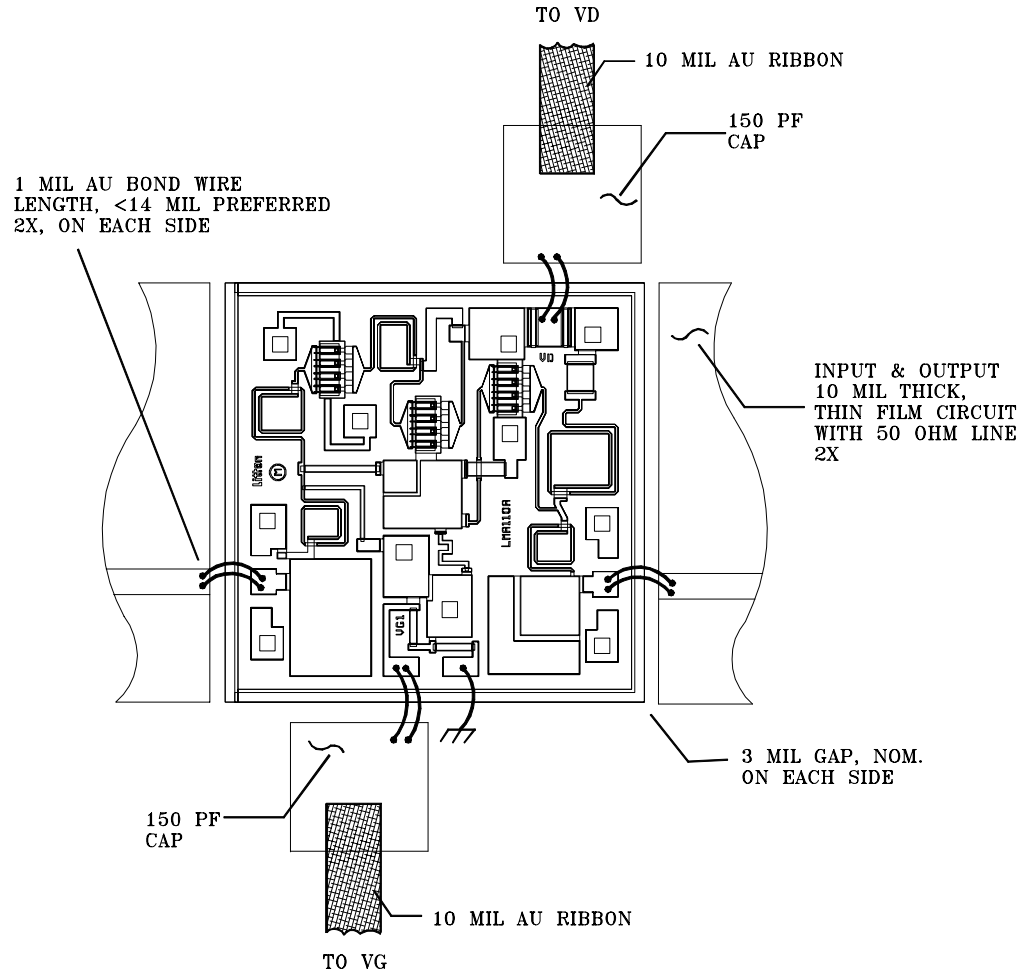 TO VD
10 MIL AU RIBBON
150 PF
CAP
1 MIL AU BOND WIRE
LENGTH, <14 MIL PREFERRED
2X, ON EACH SIDE
VD
INPUT & OUTPUT
10 MIL THICK,
THIN FILM CIRCUIT
WITH 50 OHM LINE
2X
Litton
M
LMA110A
VG1
3 MIL GAP, NOM.
ON EACH SIDE
150 PF
CAP
10 MIL AU RIBBON
TO VG